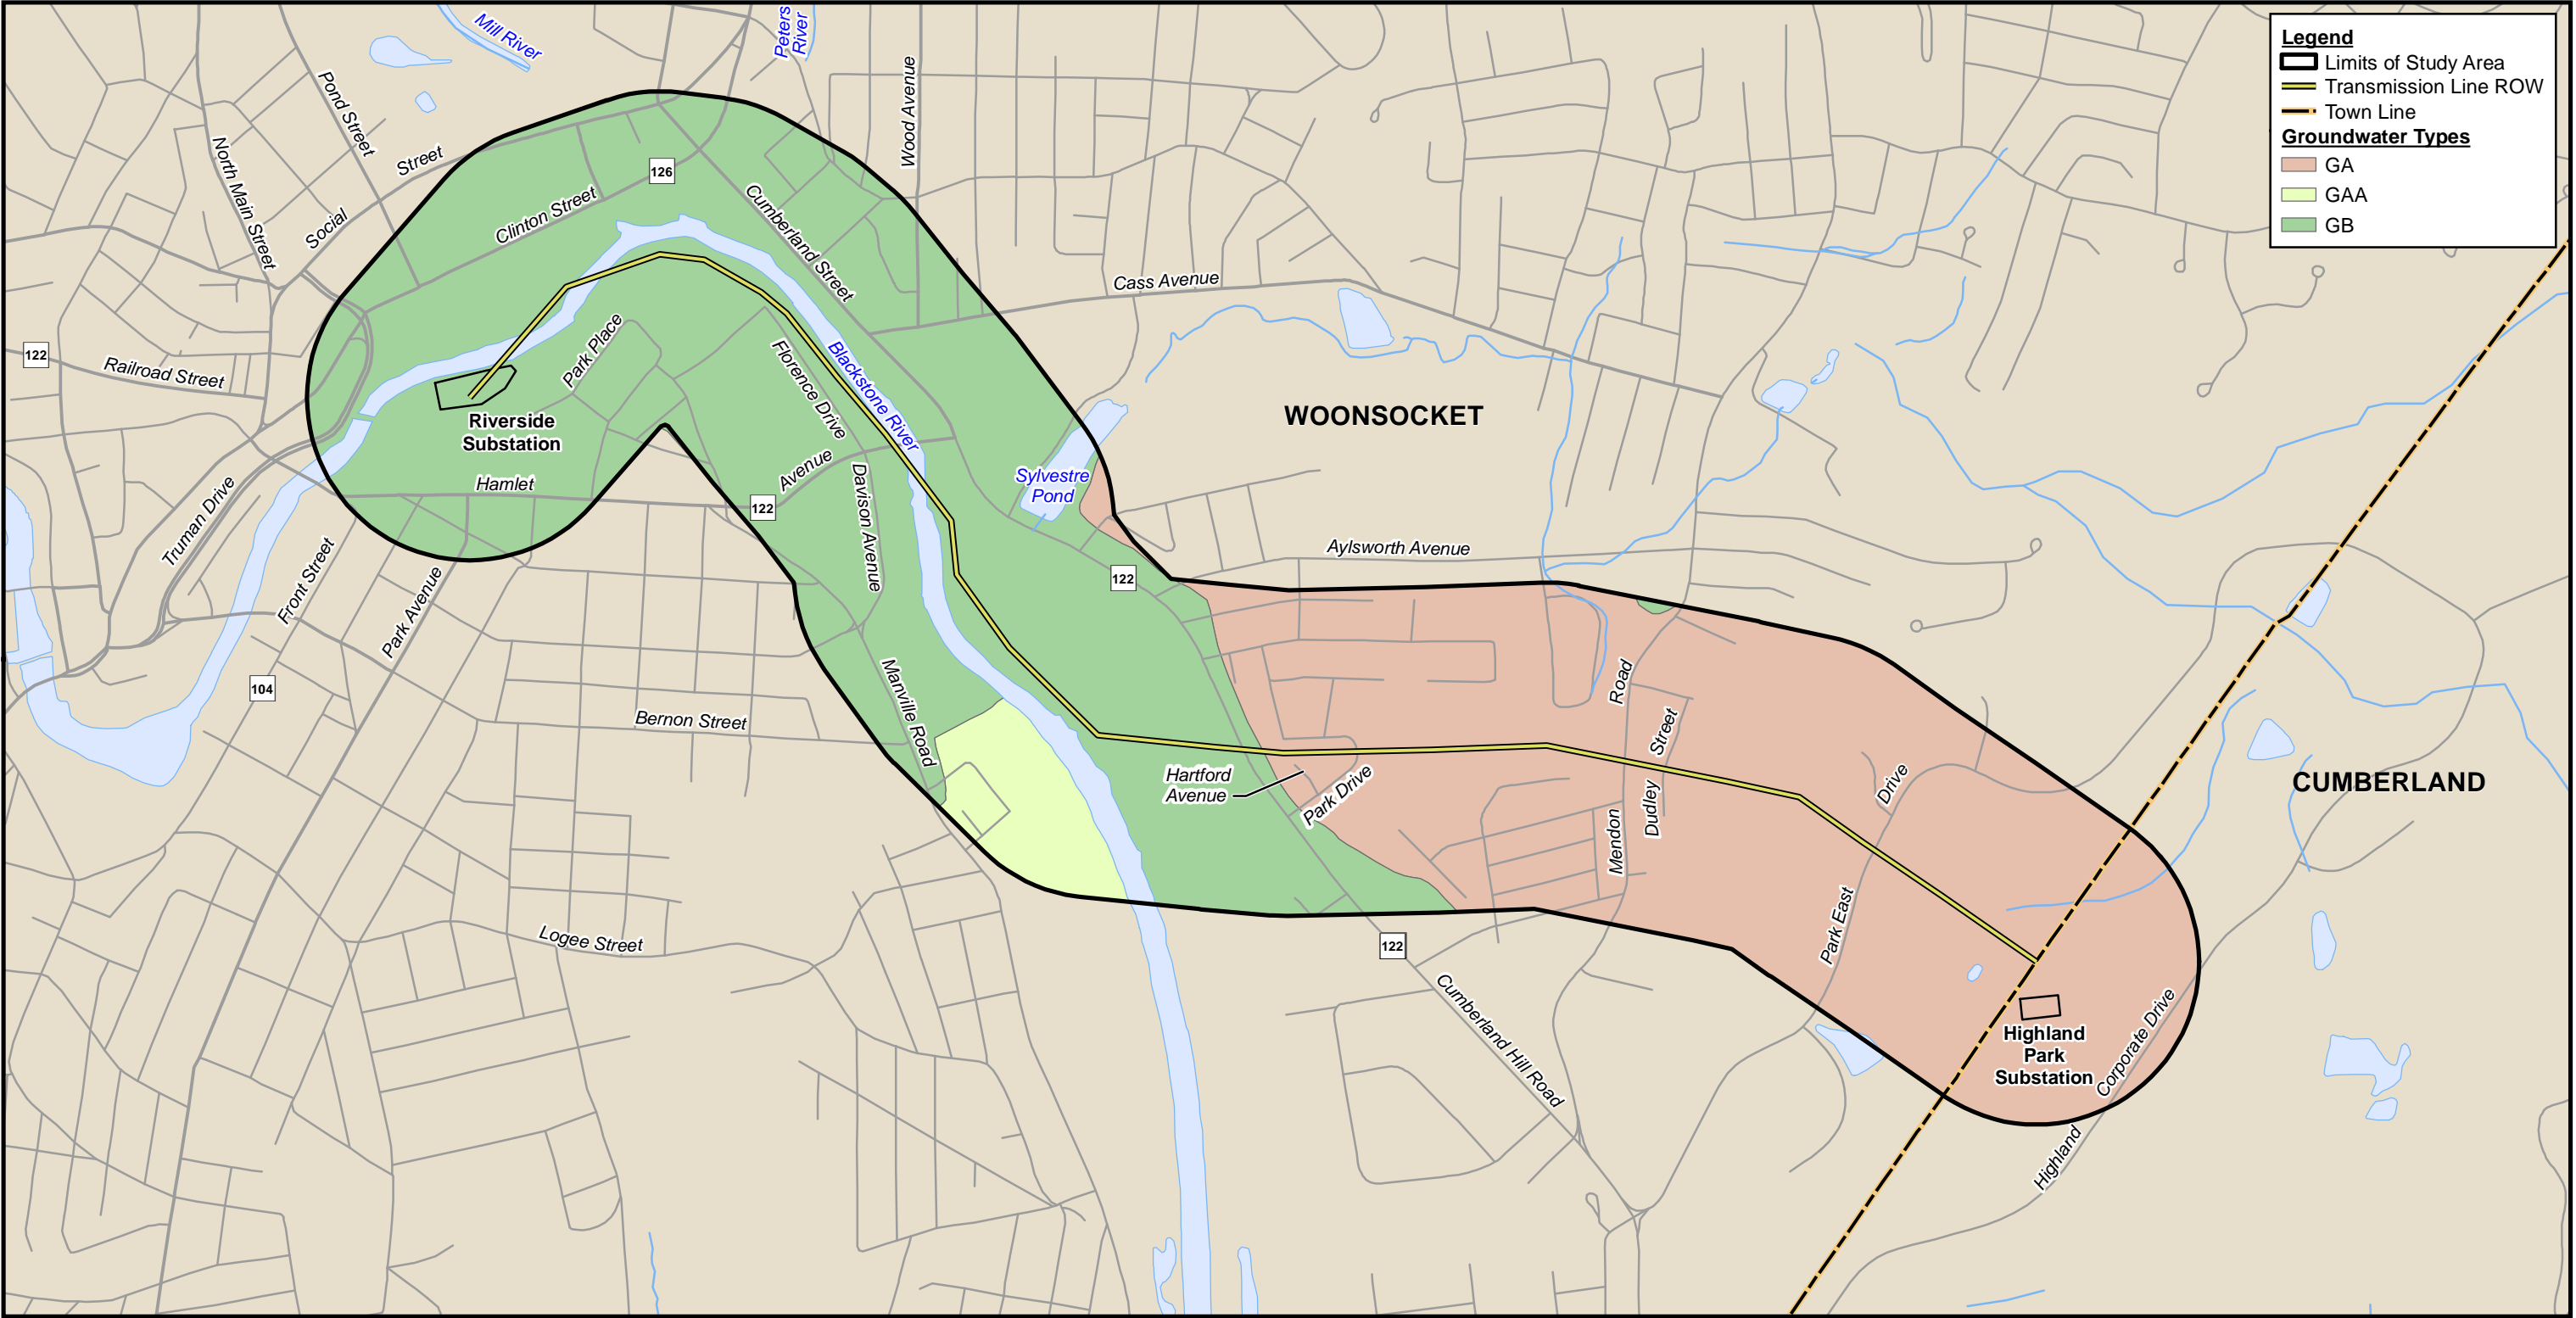 Mill River
Peters
River
Pond Street
Wood Avenue
North Main Street
Street
Social
126
Clinton Street
Cumberland Street
Cass Avenue
122
Railroad Street
Park Place
Florence Drive
Blackstone River
Riverside
Substation
WOONSOCKET
Hamlet
Avenue
122
Davison Avenue
Sylvestre
Pond
Truman Drive
Front Street
Park Avenue
Aylsworth Avenue
122
104
Bernon Street
Manville Road
Hartford
Avenue
Park Drive
Road
Mendon
Street
Dudley
Drive
Park East
CUMBERLAND
Logee Street
122
Cumberland Hill Road
Highland
Park
Substation
Corporate Drive
Highland
Legend
Limits of Study Area
Transmission Line ROW
Town Line
Groundwater Types
GA
GAA
GB